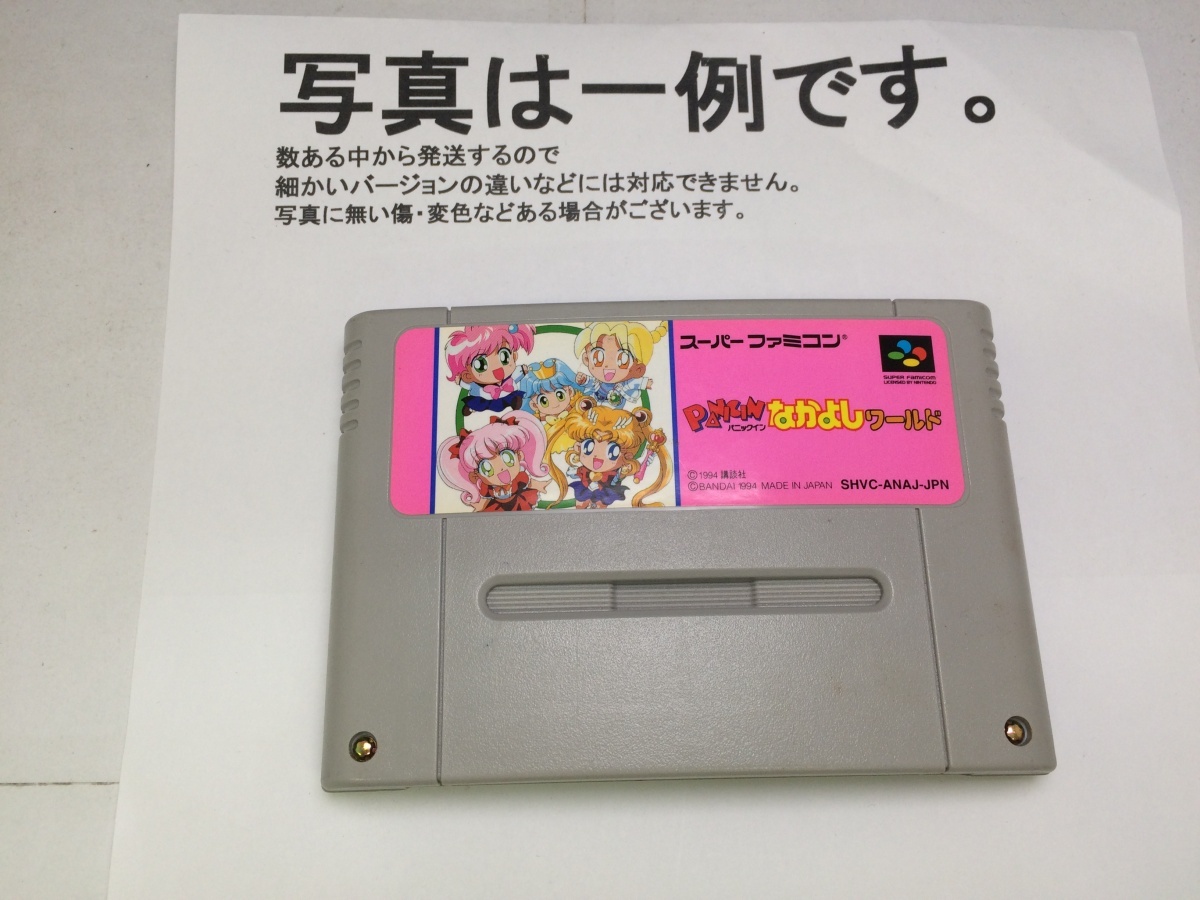 写真は一例です。
数ある中から発送するので
細かいバージョンの違いなどには対応できません。
写真に無い傷・変色などある場合がございます。
スーパーファミコン®
SUPER FAMICOM
LICENSED BY NINTENDO
PANICIN なかよしワールド
パニックイン
©1994 講談社
©BANDAI 1994 MADE IN JAPAN SHVC-ANAJ-JPN